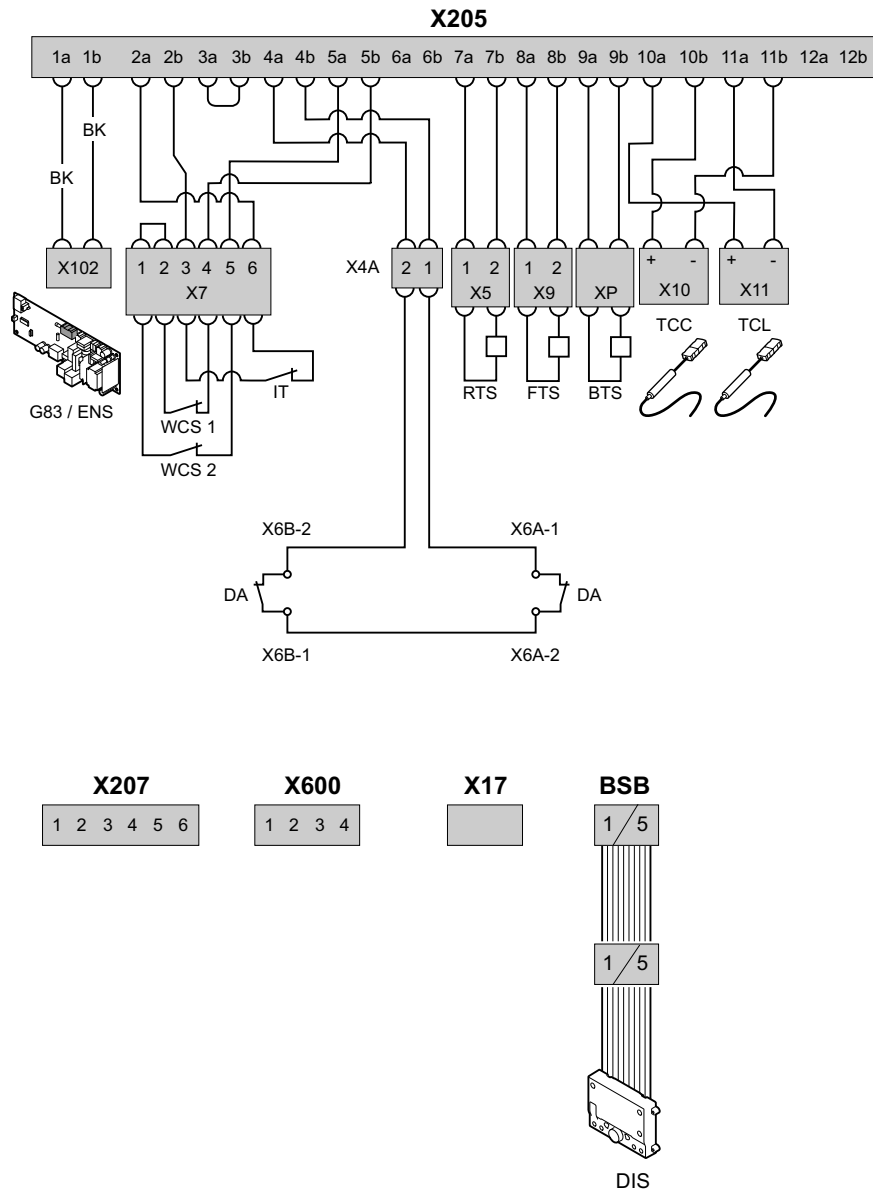 X205
1a 1b 2a 2b 3a 3b 4a 4b 5a 5b 6a 6b 7a 7b 8a 8b 9a 9b 10a 10b 11a 11b 12a 12b
BK
BK
X102
1 2 3 4 5 6
X7
X4A
2 1
1 2
X5
1 2
X9
XP
+ -
X10
+ -
X11
TCC
TCL
G83 / ENS
IT
WCS 1
WCS 2
RTS
FTS
BTS
X6B-2
X6A-1
DA
DA
X6B-1
X6A-2
X207
X600
X17
BSB
1 2 3 4 5 6
1 2 3 4
1/5
1/5
DIS